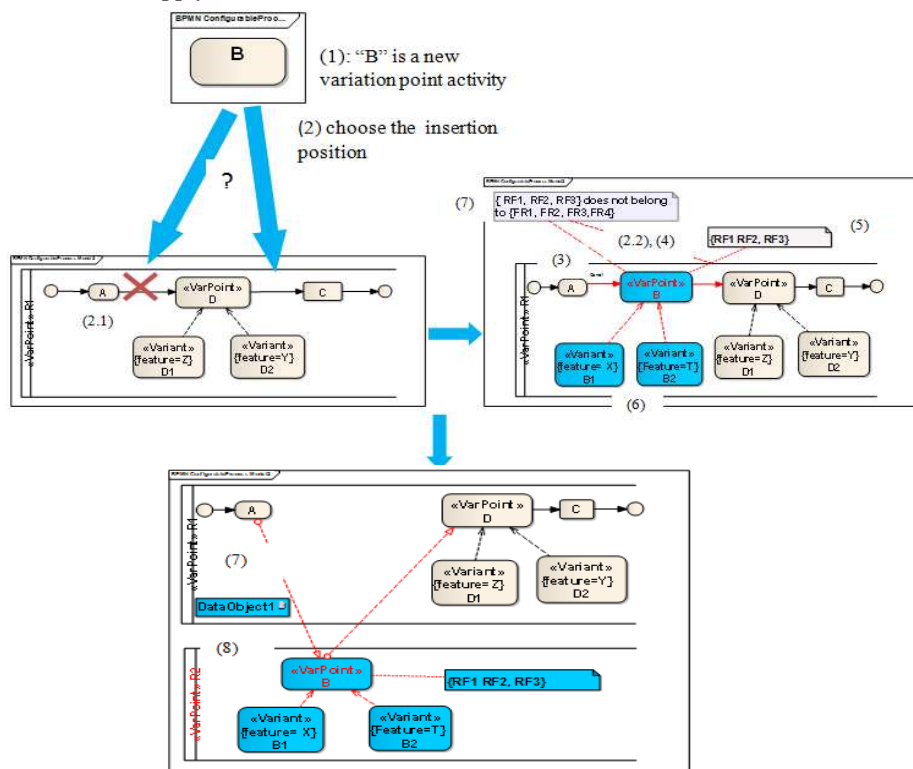 BPMN ConfigurableProo...
B
(1): “B” is a new
variation point activity
(2) choose the insertion
position
?
BPMN ConfigurableProcess Model2
«VarPoint» R1
A
«VarPoint»
D
C
(2.1)
«Variant»
{feature=Z}
D1
«Variant»
{feature=Y}
D2
(7)
{ RF1, RF2, RF3} does not belong
to {FR1, FR2, FR3,FR4}
(5)
(2.2), (4)
{RF1 RF2, RF3}
(3)
«VarPoint» R1
A
«VarPoint»
B
«VarPoint»
D
C
«Variant»
{feature= X}
B1
«Variant»
{Feature=T}
B2
«Variant»
{feature=Z}
D1
«Variant»
{feature=Y}
D2
(6)
«VarPoint» R1
A
«VarPoint»
D
C
(7)
«Variant»
{feature= Z}
D1
«Variant»
{feature=Y}
D2
DataObject1
(8)
«VarPoint» R2
«VarPoint»
B
{RF1 RF2, RF3}
«Variant»
{feature= X}
B1
«Variant»
{Feature=T}
B2